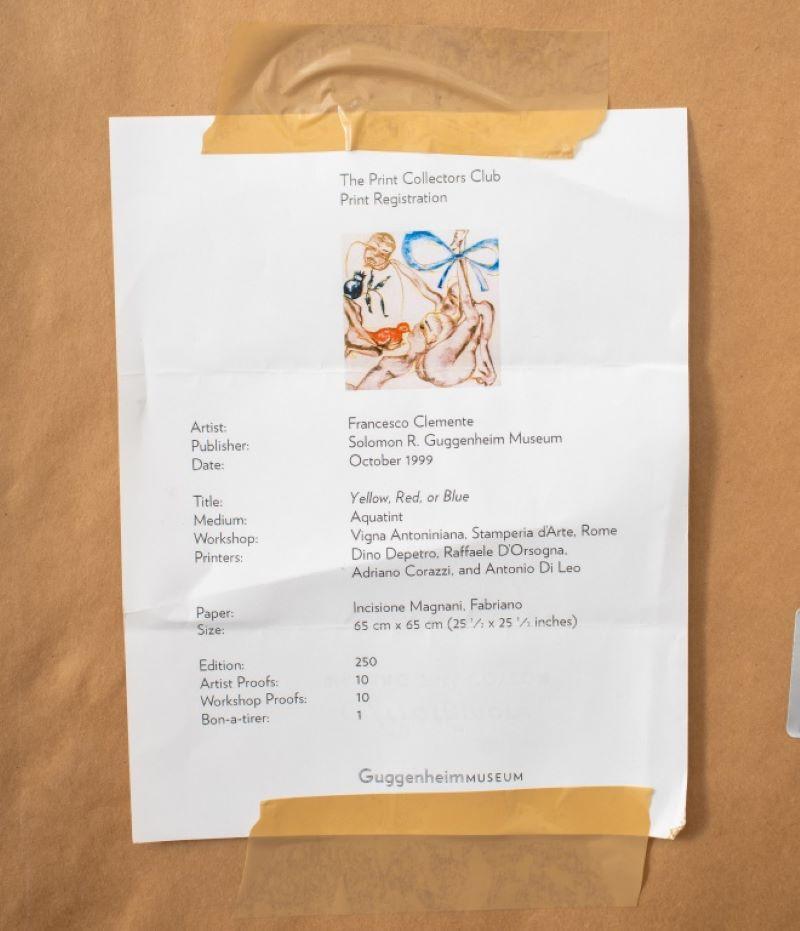 The Print Collectors Club
Print Registration
Artist: Francesco Clemente
Publisher: Solomon R. Guggenheim Museum
Date: October 1999
Title: Yellow, Red, or Blue
Medium: Aquatint
Workshop: Vigna Antoniniana, Stamperia d'Arte, Rome
Printers: Dino Depetro, Raffaele D'Orsogna,
Adriano Corazzi, and Antonio Di Leo
Paper: Incisione Magnani, Fabriano
Size: 65 cm x 65 cm (25 1/2 x 25 1/2 inches)
Edition: 250
Artist Proofs: 10
Workshop Proofs: 10
Bon-a-tirer: 1
Guggenheim MUSEUM